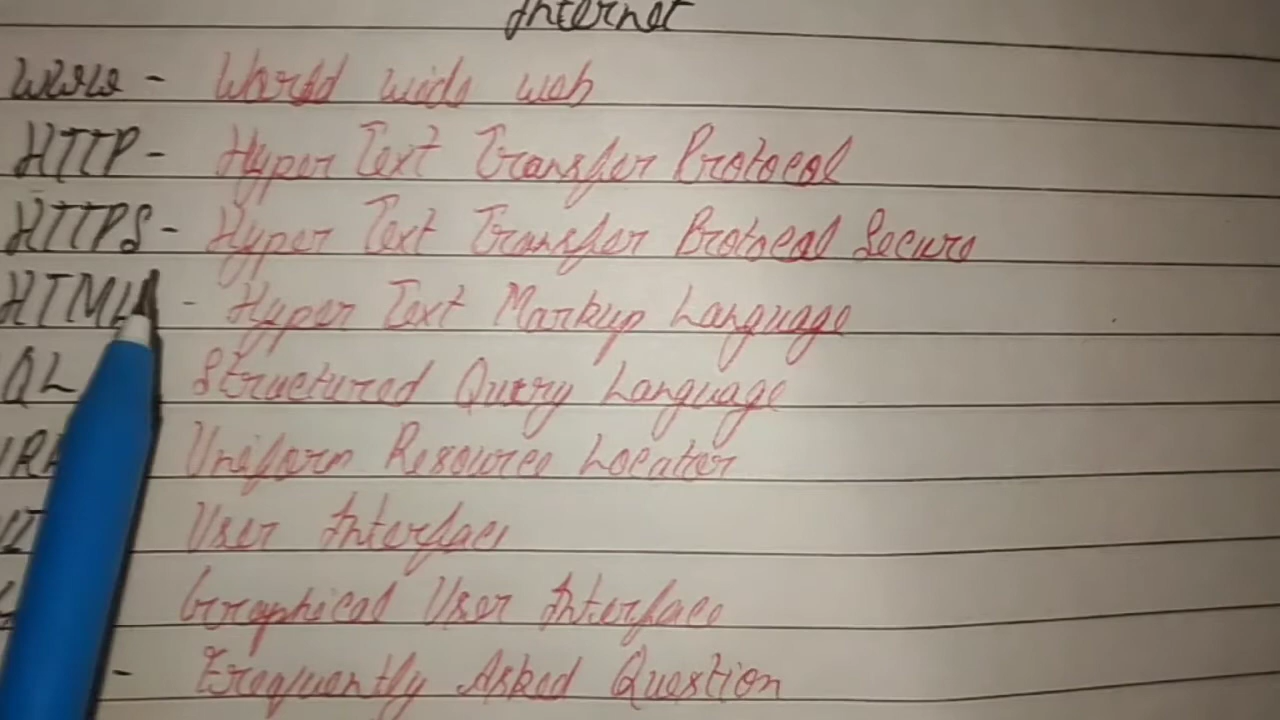 Internet
WWW - World wide web
HTTP - Hyper Text Transfer Protocol
HTTPS - Hyper Text Transfer Protocol Secure
HTML - Hyper Text Markup Language
QL Structured Query Language
Uniform Resource Locator
User Interface
Graphical User Interface
- Frequently Asked Question